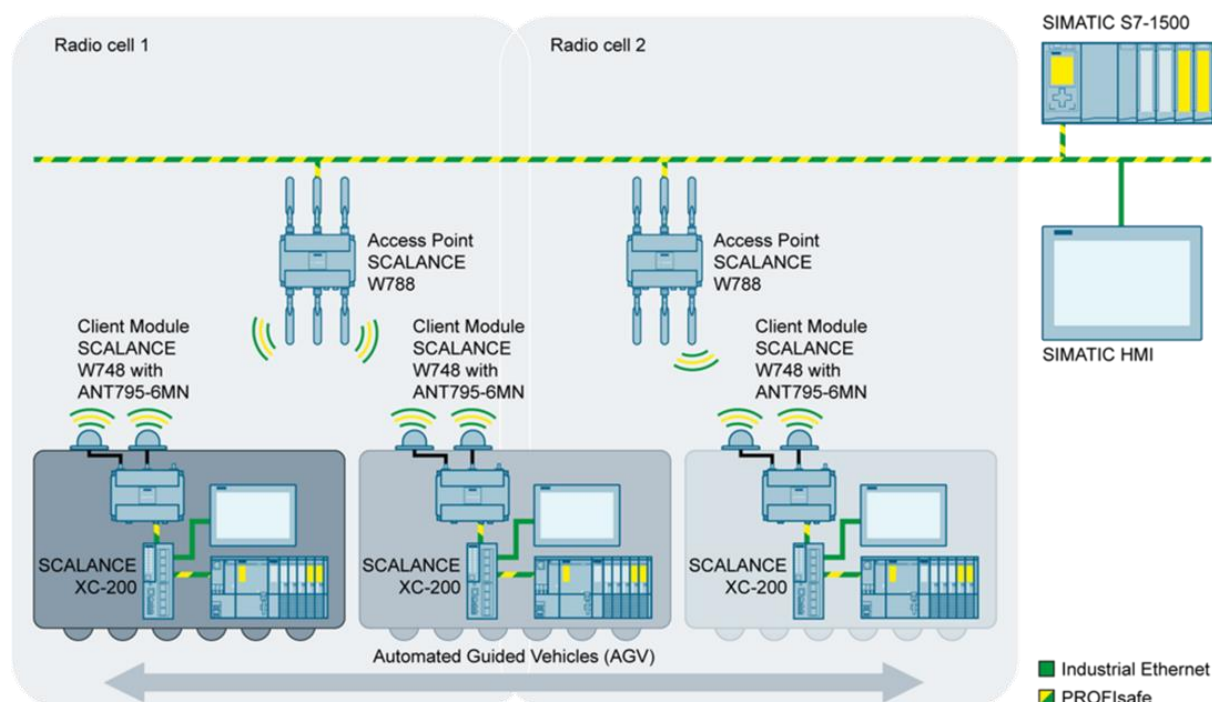 Radio cell 1
Radio cell 2
SIMATIC S7-1500
Access Point
SCALANCE
W788
Access Point
SCALANCE
W788
SIMATIC HMI
Client Module
SCALANCE
W748 with
ANT795-6MN
Client Module
SCALANCE
W748 with
ANT795-6MN
Client Module
SCALANCE
W748 with
ANT795-6MN
SCALANCE
XC-200
SCALANCE
XC-200
SCALANCE
XC-200
Automated Guided Vehicles (AGV)
Industrial Ethernet
PROFIsafe